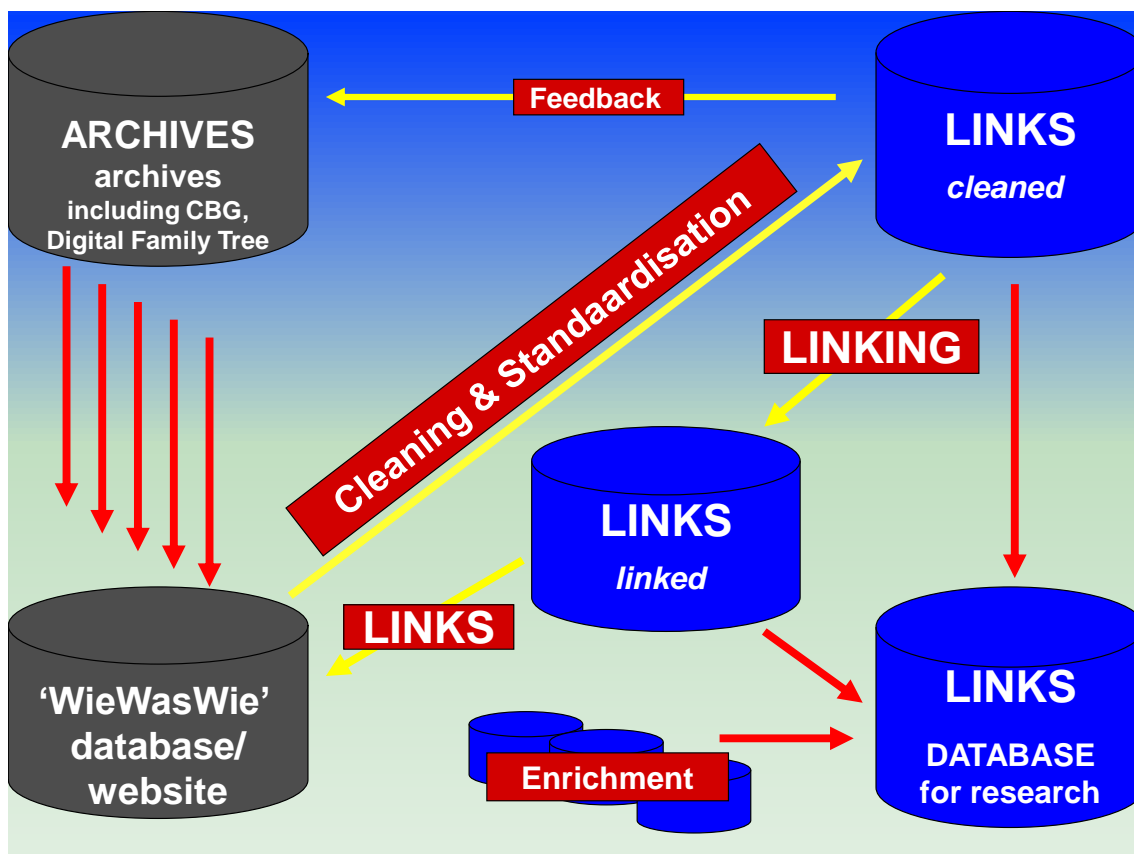 ARCHIVES
archives
including CBG,
Digital Family Tree
Feedback
LINKS
cleaned
Cleaning & Standaardisation
LINKING
LINKS
linked
LINKS
‘WieWasWie’
database/
website
Enrichment
LINKS
DATABASE
for research